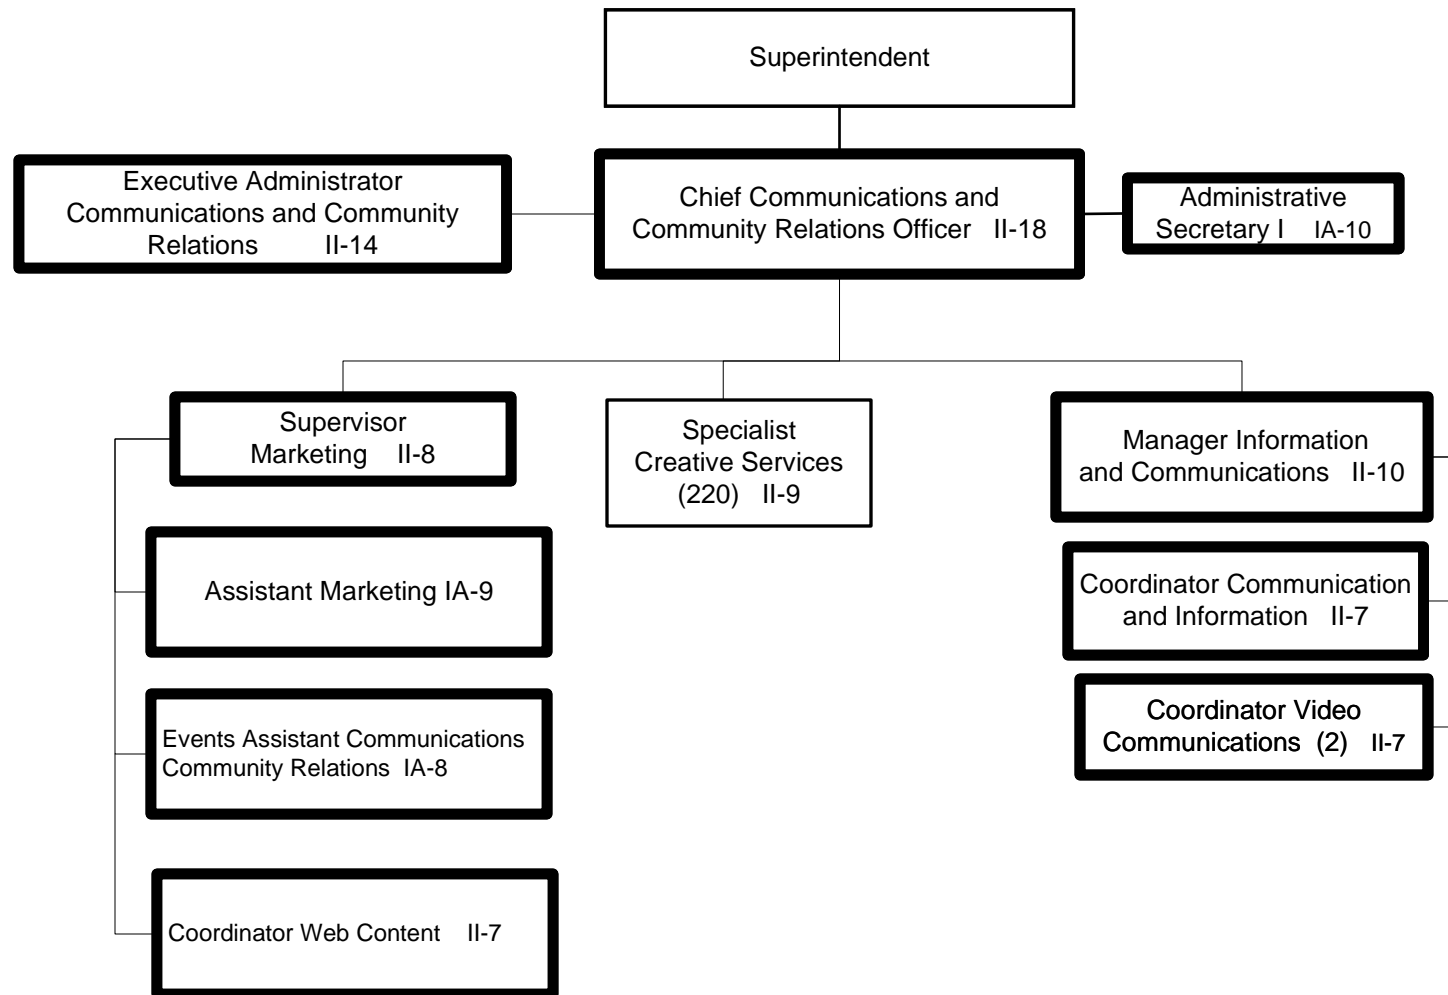 Superintendent
Executive Administrator
Communications and Community
Relations II-14
Chief Communications and
Community Relations Officer II-18
Administrative
Secretary I IA-10
Supervisor
Marketing II-8
Specialist
Creative Services
(220) II-9
Manager Information
and Communications II-10
Assistant Marketing IA-9
Coordinator Communication
and Information II-7
Events Assistant Communications
Community Relations IA-8
Coordinator Video
Communications (2) II-7
Coordinator Web Content II-7